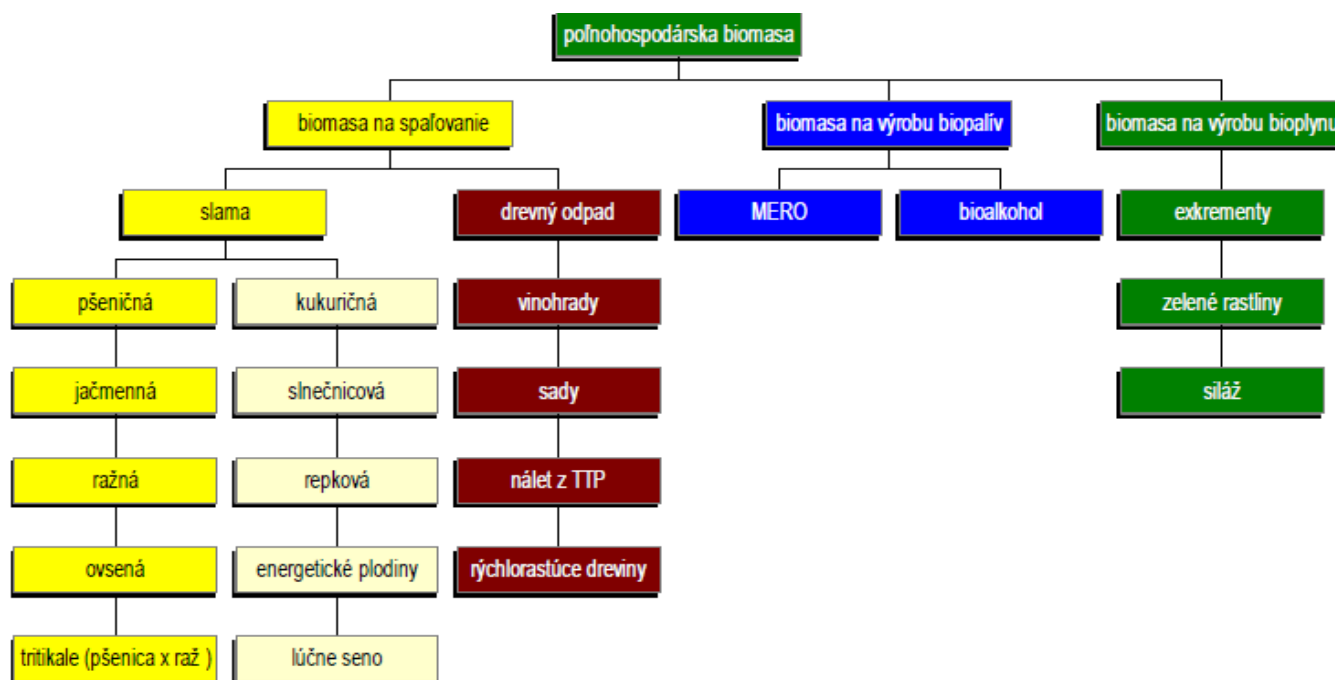 poľnohospodárska biomasa
biomasa na spaľovanie
biomasa na výrobu biopalív
biomasa na výrobu bioplynu
slama
drevný odpad
MERO
bioalkohol
exkrementy
pšeničná
kukuričná
vinohrady
zelené rastliny
jačmenná
slnečnicová
sady
siláž
ražná
repková
nálet z TTP
ovsená
energetické plodiny
rýchlorastúce dreviny
tritikale (pšenica x raž )
lúčne seno